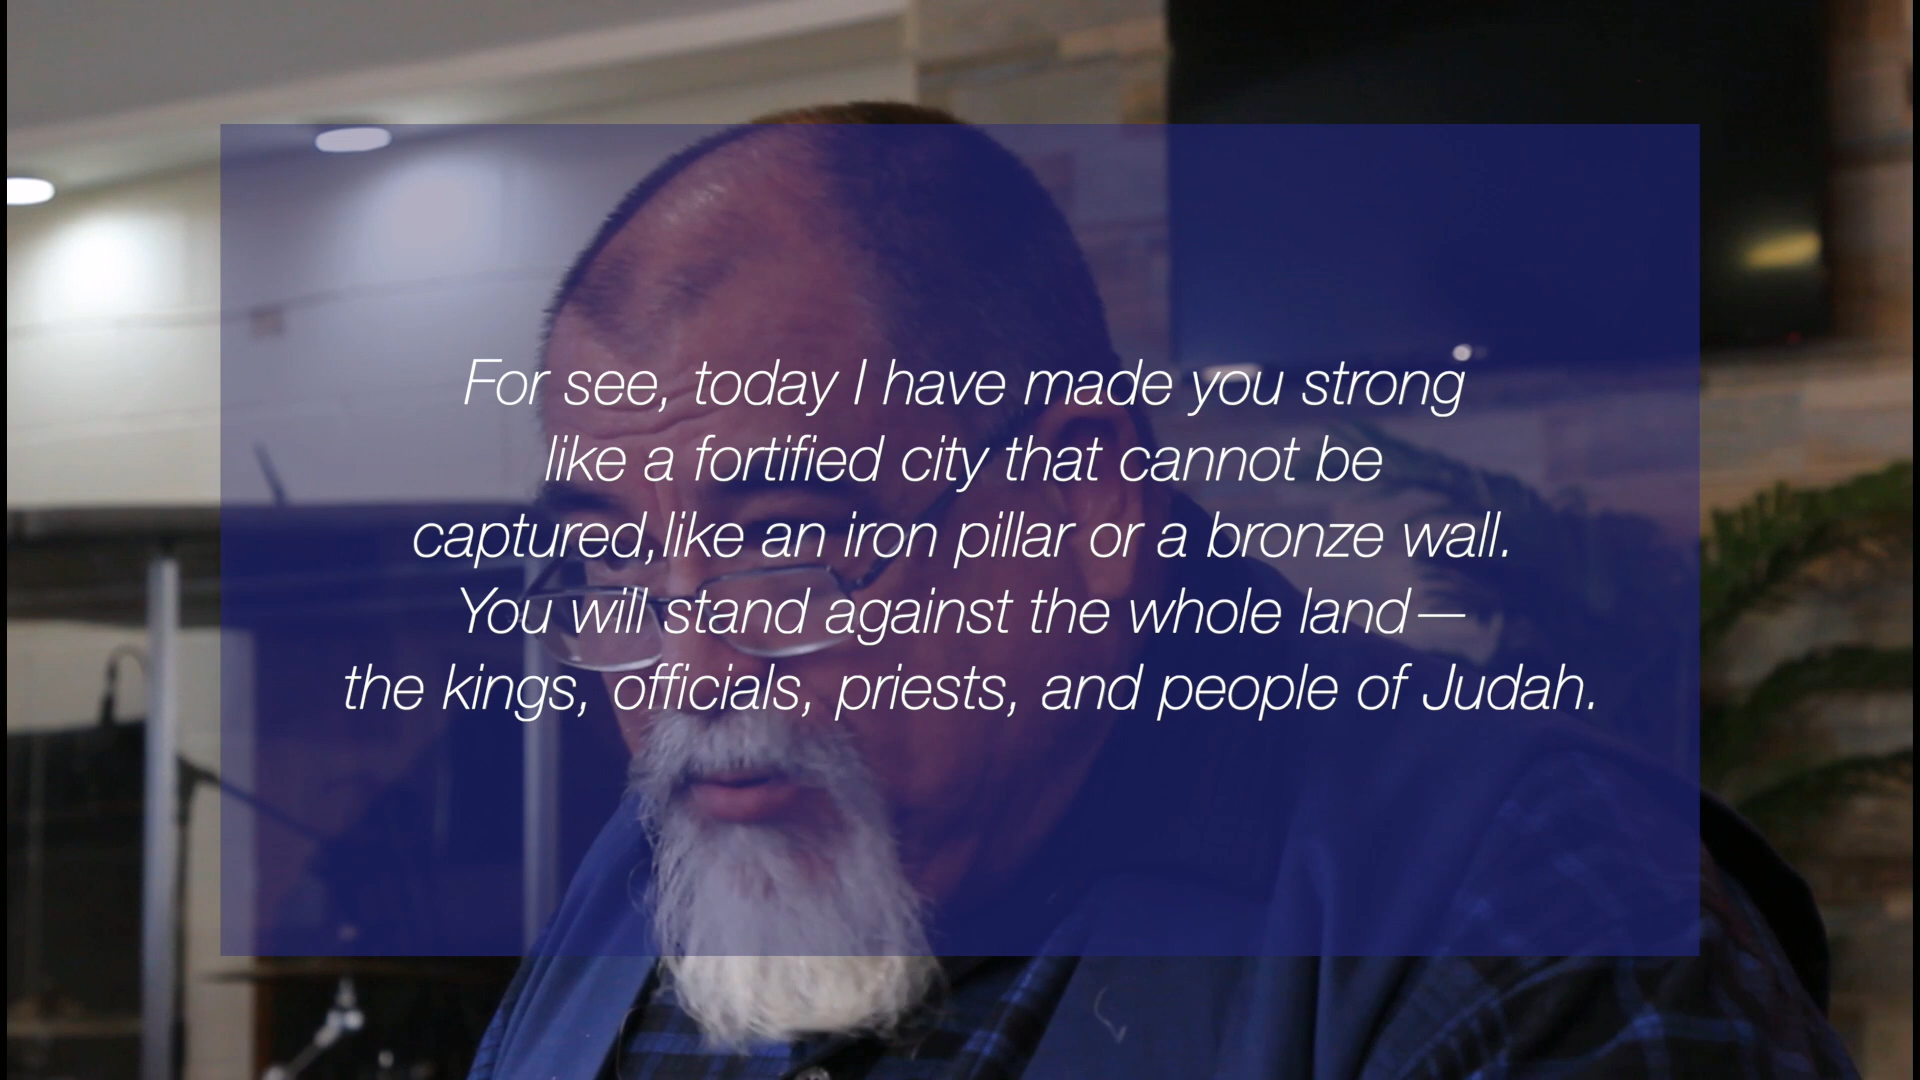 For see, today I have made you strong
like a fortified city that cannot be
captured,like an iron pillar or a bronze wall.
You will stand against the whole land—
the kings, officials, priests, and people of Judah.